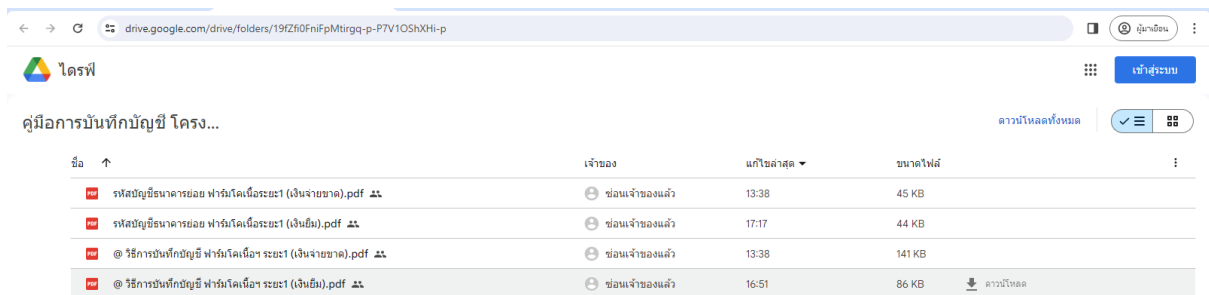 drive.google.com/drive/folders/19fZfi0FniFpMtirgq-p-P7V1OShXHi-p
ผู้มาเยือน
ไดรฟ์
เข้าสู่ระบบ
คู่มือการบันทึกบัญชี โครง...
ดาวน์โหลดทั้งหมด
ชื่อ เจ้าของ แก้ไขล่าสุด ขนาดไฟล์
PDF รหัสบัญชีธนาคารย่อย ฟาร์มโคเนื้อระยะ1 (เงินจ่ายขาด).pdf ซ่อนเจ้าของแล้ว 13:38 45 KB
PDF รหัสบัญชีธนาคารย่อย ฟาร์มโคเนื้อระยะ1 (เงินยืม).pdf ซ่อนเจ้าของแล้ว 17:17 44 KB
PDF @ วิธีการบันทึกบัญชี ฟาร์มโคเนื้อฯ ระยะ1 (เงินจ่ายขาด).pdf ซ่อนเจ้าของแล้ว 13:38 141 KB
PDF @ วิธีการบันทึกบัญชี ฟาร์มโคเนื้อฯ ระยะ1 (เงินยืม).pdf ซ่อนเจ้าของแล้ว 16:51 86 KB ดาวน์โหลด